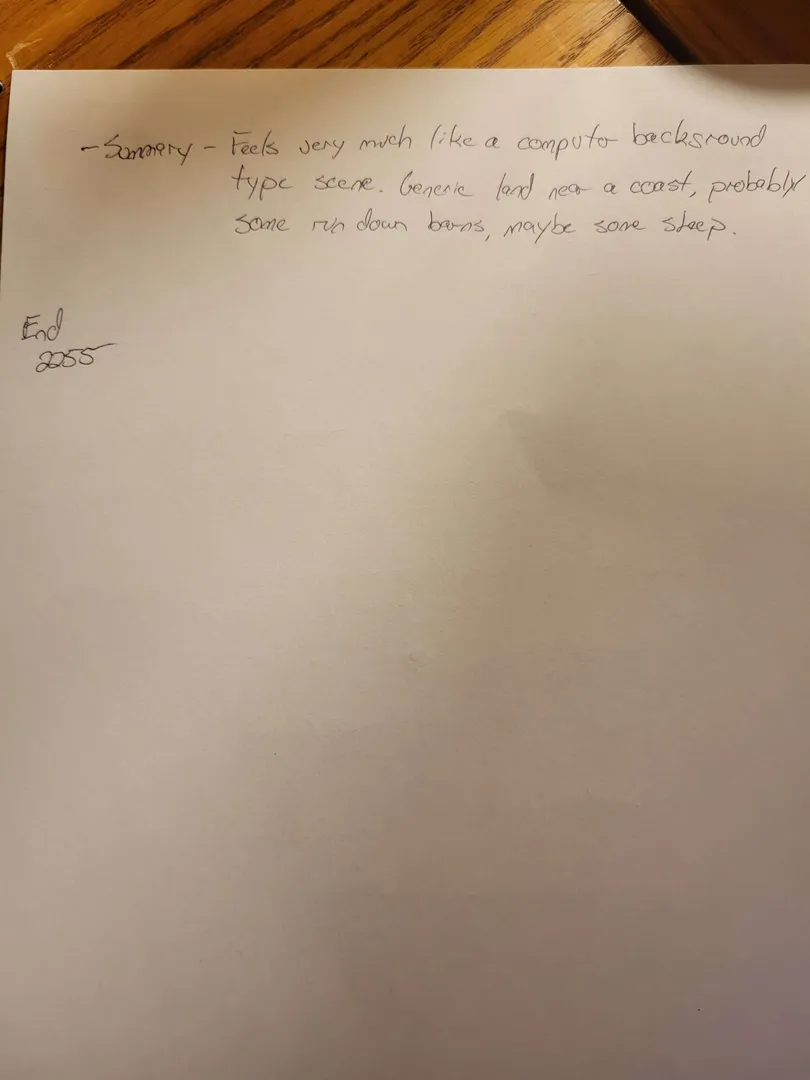 - Summary - Feels very much like a computer background
type scene. Generic land near a coast, probably
some run down barns, maybe some sheep.
End
2255